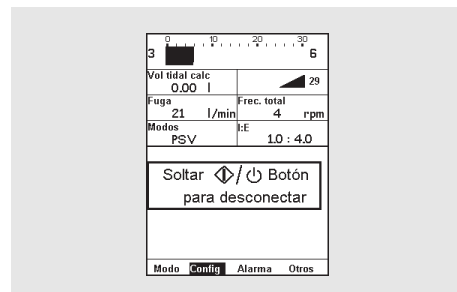 0 10 20 30
3 6
Vol tidal calc
0.00 l 29
Fuga Frec. total
21 l/min 4 rpm
Modos I:E
PSV 1.0 : 4.0
Soltar / Botón
para desconectar
Modo Config Alarma Otros